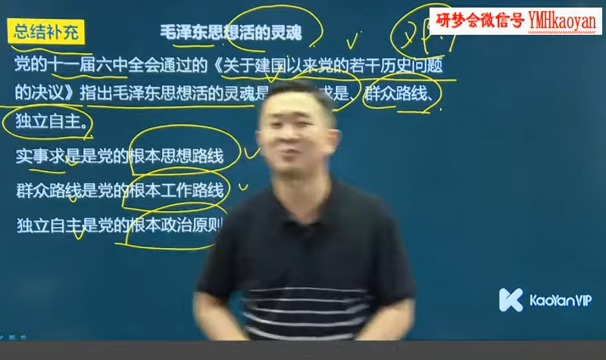 研梦会微信号 YMHkaoyan
总结补充
毛泽东思想活的灵魂
党的十一届六中全会通过的《关于建国以来党的若干历史问题
的决议》指出毛泽东思想活的灵魂是 求是、群众路线、
独立自主。
实事求是是党的根本思想路线
群众路线是党的根本工作路线
独立自主是党的根本政治原则
KaoYanVIP